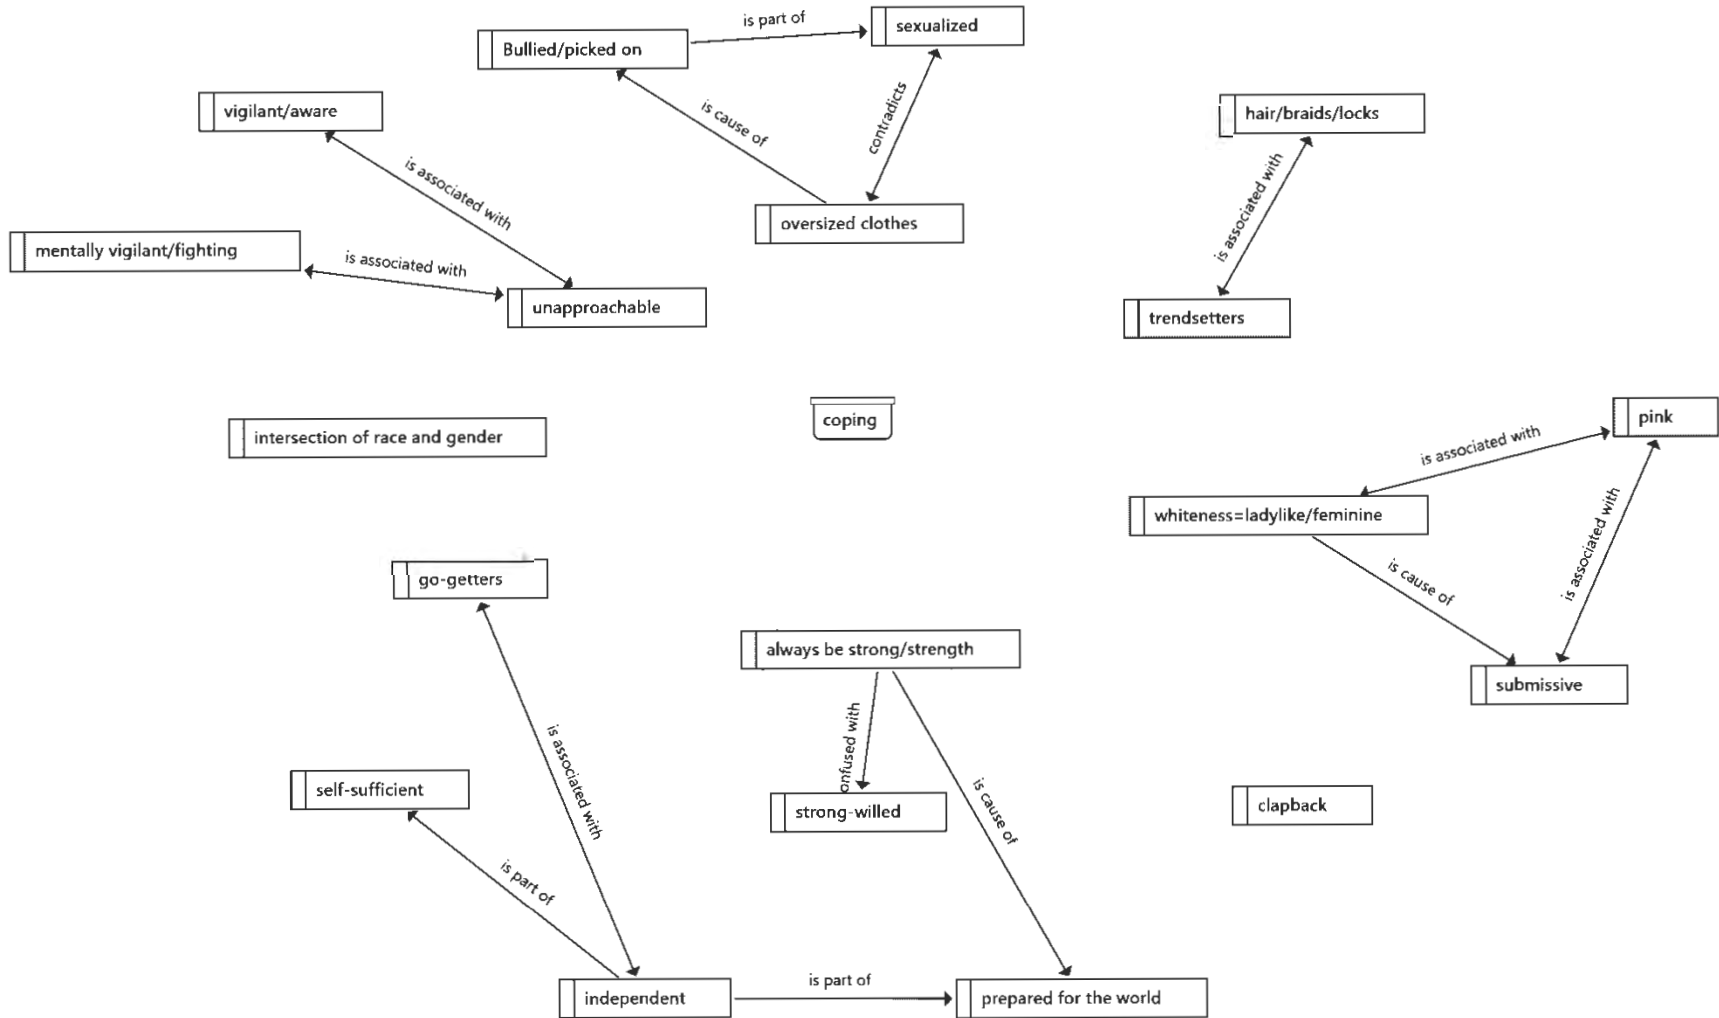 is part of
sexualized
Bullied/picked on
vigilant/aware
is cause of
contradicts
hair/braids/locks
is associated with
is associated with
oversized clothes
mentally vigilant/fighting
is associated with
unapproachable
trendsetters
coping
pink
intersection of race and gender
is associated with
whiteness=ladylike/feminine
is associated with
is cause of
go-getters
always be strong/strength
submissive
onfused with
is associated with
self-sufficient
strong-willed
is cause of
clapback
is part of
independent
is part of
prepared for the world